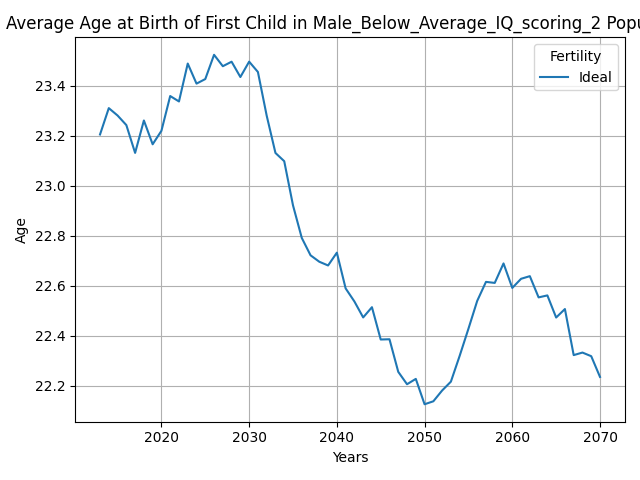 Average Age at Birth of First Child in Male_Below_Average_IQ_scoring_2 Popu
Fertility
Ideal
23.4
23.2
23.0
22.8
22.6
22.4
22.2
Age
2020 2030 2040 2050 2060 2070
Years